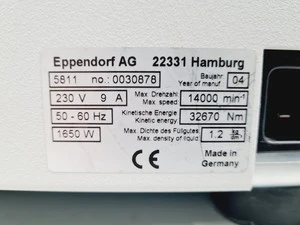 Eppendorf AG 22331 Hamburg
5811 no.: 0030878
Baujahr
Year of manuf. 04
230 V 9 A
Max. Drehzahl:
Max. speed: 14000 min⁻¹
50 - 60 Hz
Kinetische Energie
Kinetic energy 32670 Nm
1650 W
Max. Dichte des Füllgutes
Max. density of liquid 1.2 kg/dm³
CE
Made in
Germany